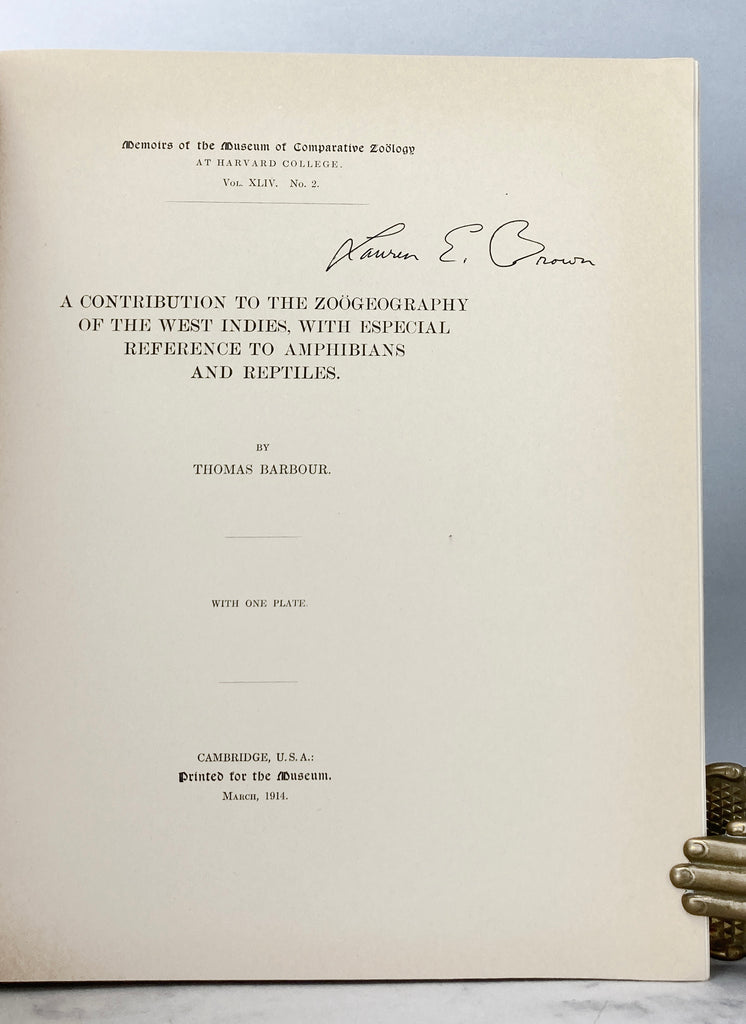 Memoirs of the Museum of Comparative Zoölogy
AT HARVARD COLLEGE.
Vol. XLIV. No. 2.
Lauren E. Brown
A CONTRIBUTION TO THE ZOÖGEOGRAPHY
OF THE WEST INDIES, WITH ESPECIAL
REFERENCE TO AMPHIBIANS
AND REPTILES.
BY
THOMAS BARBOUR.
WITH ONE PLATE.
CAMBRIDGE, U.S.A.:
Printed for the Museum.
March, 1914.